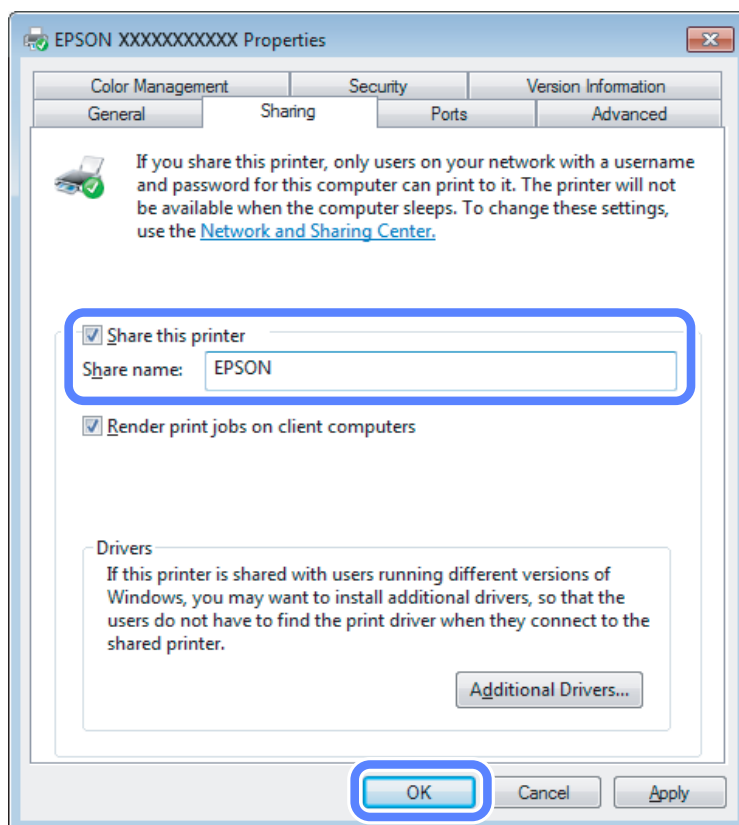 EPSON XXXXXXXXXXX Properties
Color Management Security Version Information
General Sharing Ports Advanced
If you share this printer, only users on your network with a username
and password for this computer can print to it. The printer will not
be available when the computer sleeps. To change these settings,
use the Network and Sharing Center.
Share this printer
Share name: EPSON
Render print jobs on client computers
Drivers
If this printer is shared with users running different versions of
Windows, you may want to install additional drivers, so that the
users do not have to find the print driver when they connect to the
shared printer.
Additional Drivers...
OK Cancel Apply